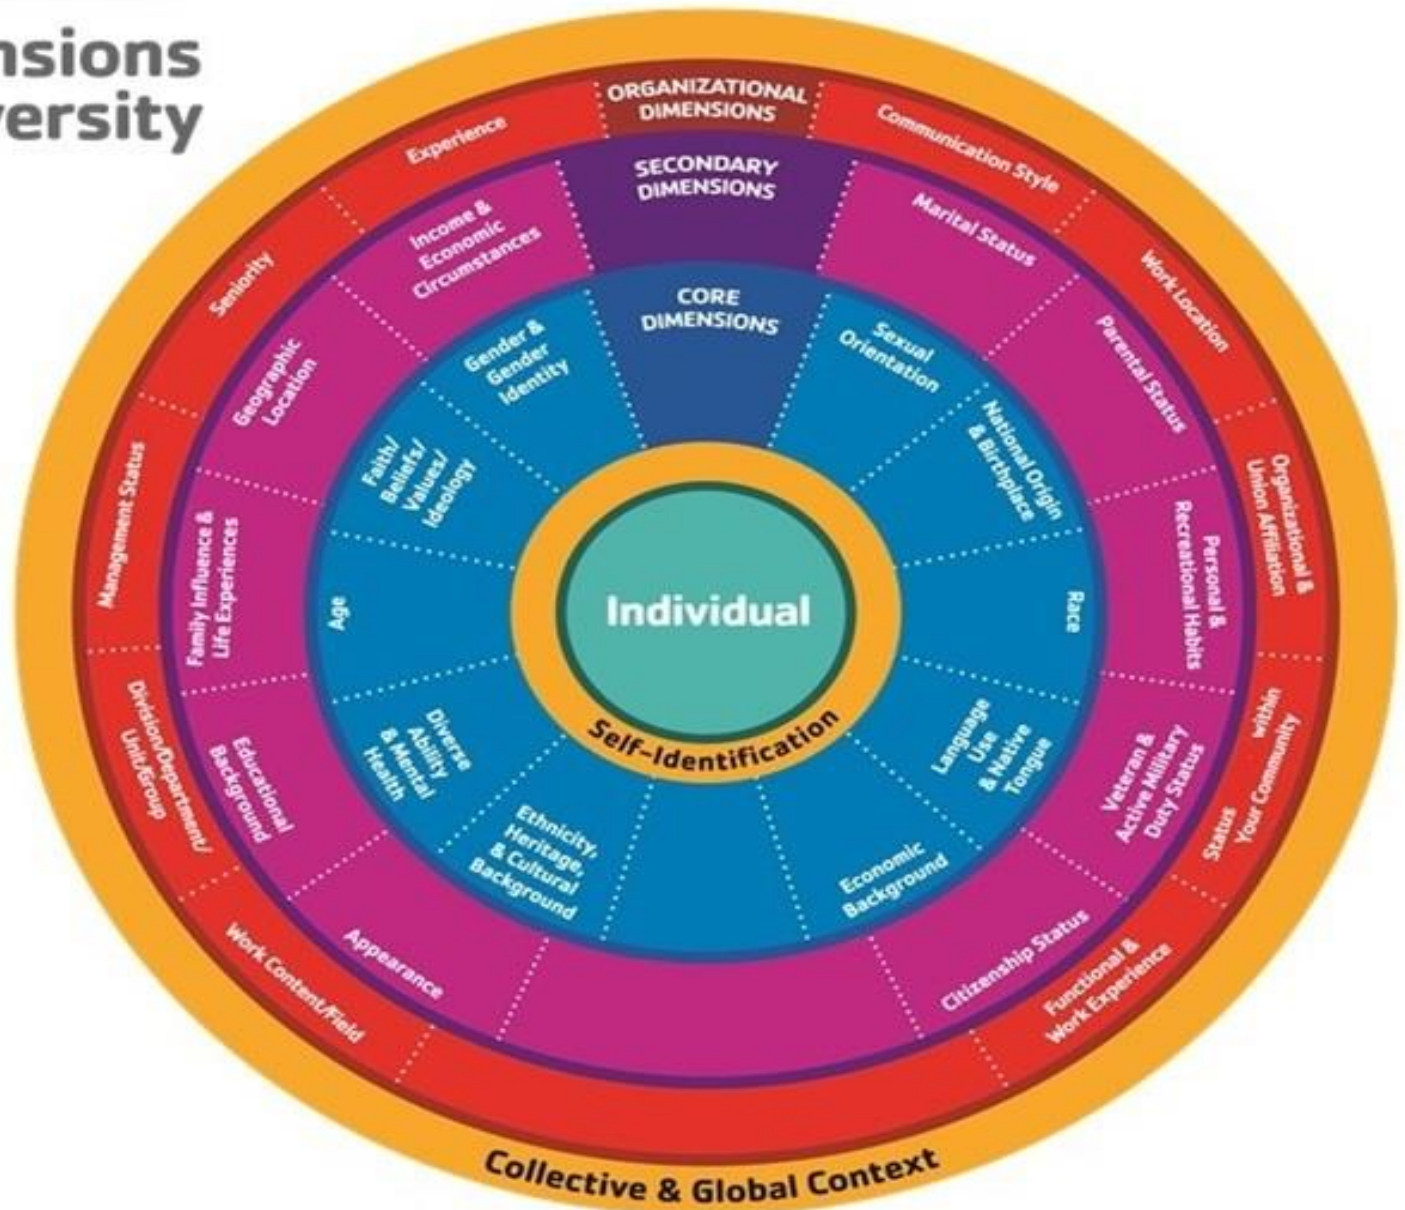 nsions
versity
ORGANIZATIONAL
DIMENSIONS
Communication Style
Work Location
Organizational &
Union Affiliation
Status within
Your Community
Functional &
Work Experience
Work Content/Field
Division/Department/
Unit/Group
Management Status
Seniority
Experience
SECONDARY
DIMENSIONS
Marital Status
Parental Status
Personal &
Recreational Habits
Veteran &
Active Military
Duty Status
Citizenship Status
Appearance
Educational
Background
Family Influence &
Life Experiences
Geographic
Location
Income &
Economic
Circumstances
CORE
DIMENSIONS
Sexual
Orientation
National Origin
& Birthplace
Race
Language
Use
& Native
Tongue
Economic
Background
Ethnicity,
Heritage,
& Cultural
Background
Diverse
Ability
& Mental
Health
Age
Faith/
Beliefs/
Values/
Ideology
Gender &
Gender
Identity
Individual
Self-Identification
Collective & Global Context